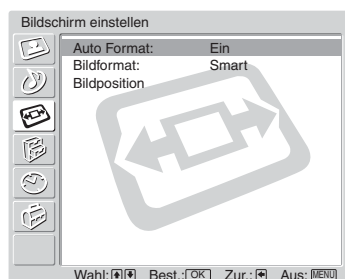 Bildschirm einstellen
Auto Format: Ein
Bildformat: Smart
Bildposition
Wahl: Best.: OK Zur.: Aus: MENU